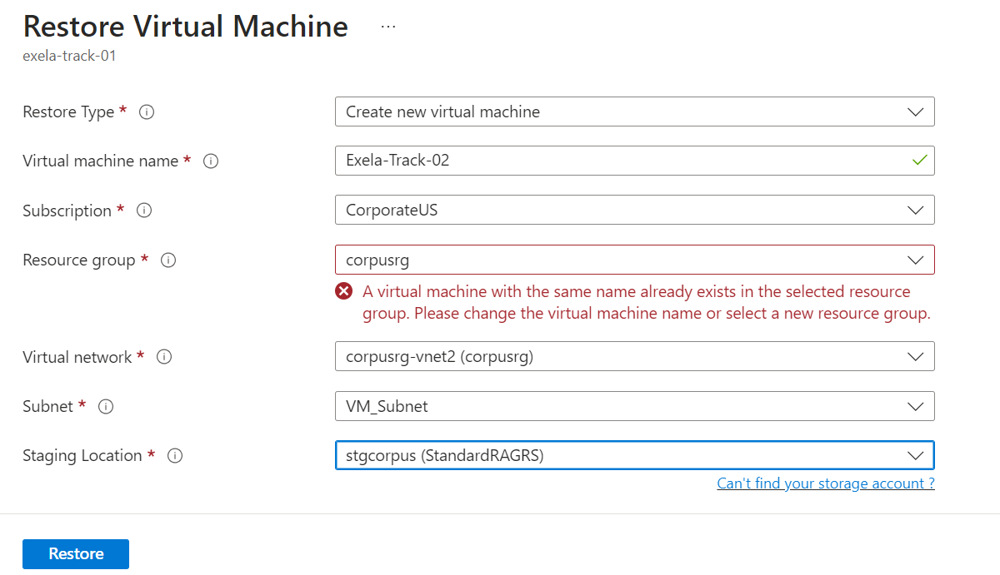 Restore Virtual Machine ...
exela-track-01
Restore Type *
Create new virtual machine
Virtual machine name *
Exela-Track-02
Subscription *
CorporateUS
Resource group *
corpusrg
A virtual machine with the same name already exists in the selected resource
group. Please change the virtual machine name or select a new resource group.
Virtual network *
corpusrg-vnet2 (corpusrg)
Subnet *
VM_Subnet
Staging Location *
stgcorpus (StandardRAGRS)
Can't find your storage account ?
Restore